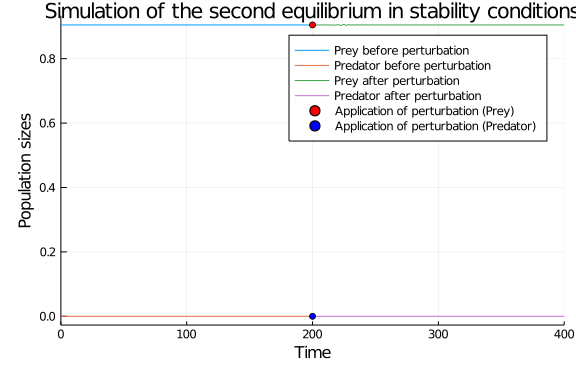 Simulation of the second equilibrium in stability conditions
Prey before perturbation
Predator before perturbation
Prey after perturbation
Predator after perturbation
Application of perturbation (Prey)
Application of perturbation (Predator)
Population sizes
0.8
0.6
0.4
0.2
0.0
0 100 200 300 400
Time